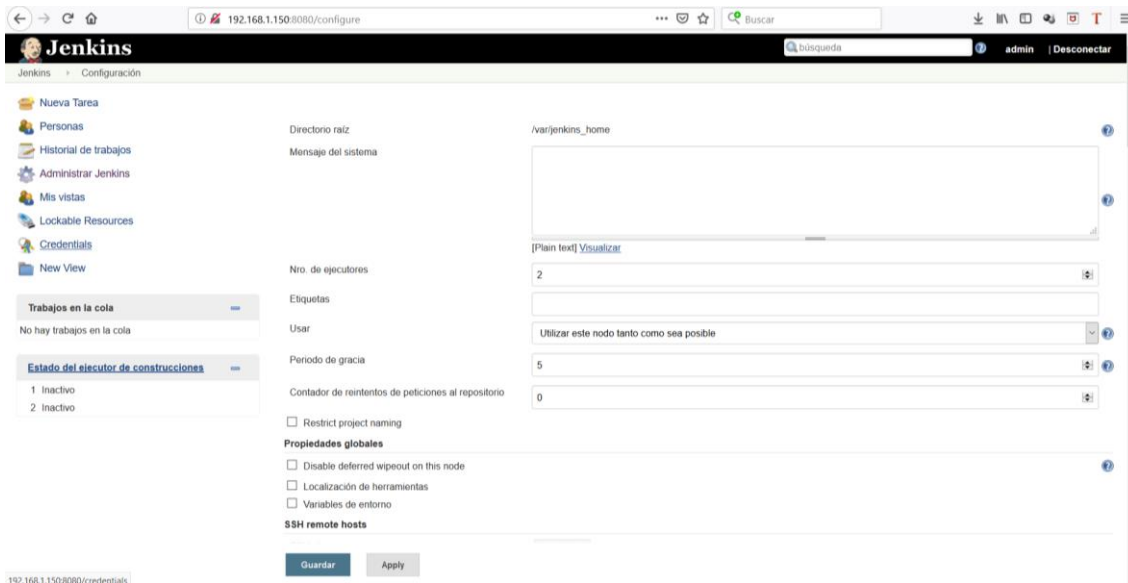 192.168.1.150:8080/configure
Buscar
Jenkins
búsqueda
admin | Desconectar
Jenkins Configuración
Nueva Tarea
Personas
Historial de trabajos
Administrar Jenkins
Mis vistas
Lockable Resources
Credentials
New View
Trabajos en la cola
No hay trabajos en la cola
Estado del ejecutor de construcciones
1 Inactivo
2 Inactivo
Directorio raíz /var/jenkins_home
Mensaje del sistema
[Plain text] Visualizar
Nro. de ejecutores 2
Etiquetas
Usar Utilizar este nodo tanto como sea posible
Periodo de gracia 5
Contador de reintentos de peticiones al repositorio 0
Restrict project naming
Propiedades globales
Disable deferred wipeout on this node
Localización de herramientas
Variables de entorno
SSH remote hosts
Guardar Apply
192.168.1.150:8080/credentials